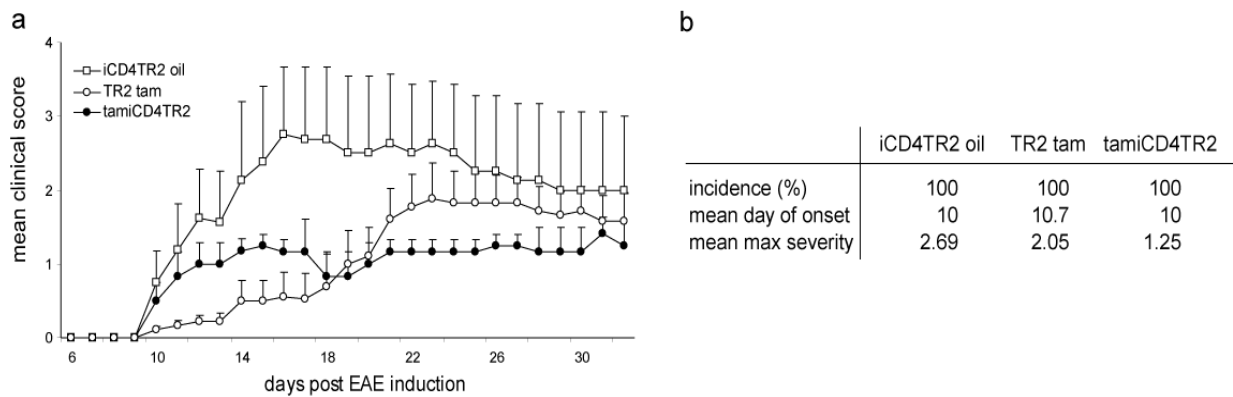 a
4
3
2
1
0
mean clinical score
iCD4TR2 oil
TR2 tam
tamiCD4TR2
6 10 14 18 22 26 30
days post EAE induction
b
iCD4TR2 oil TR2 tam tamiCD4TR2
incidence (%) 100 100 100
mean day of onset 10 10.7 10
mean max severity 2.69 2.05 1.25